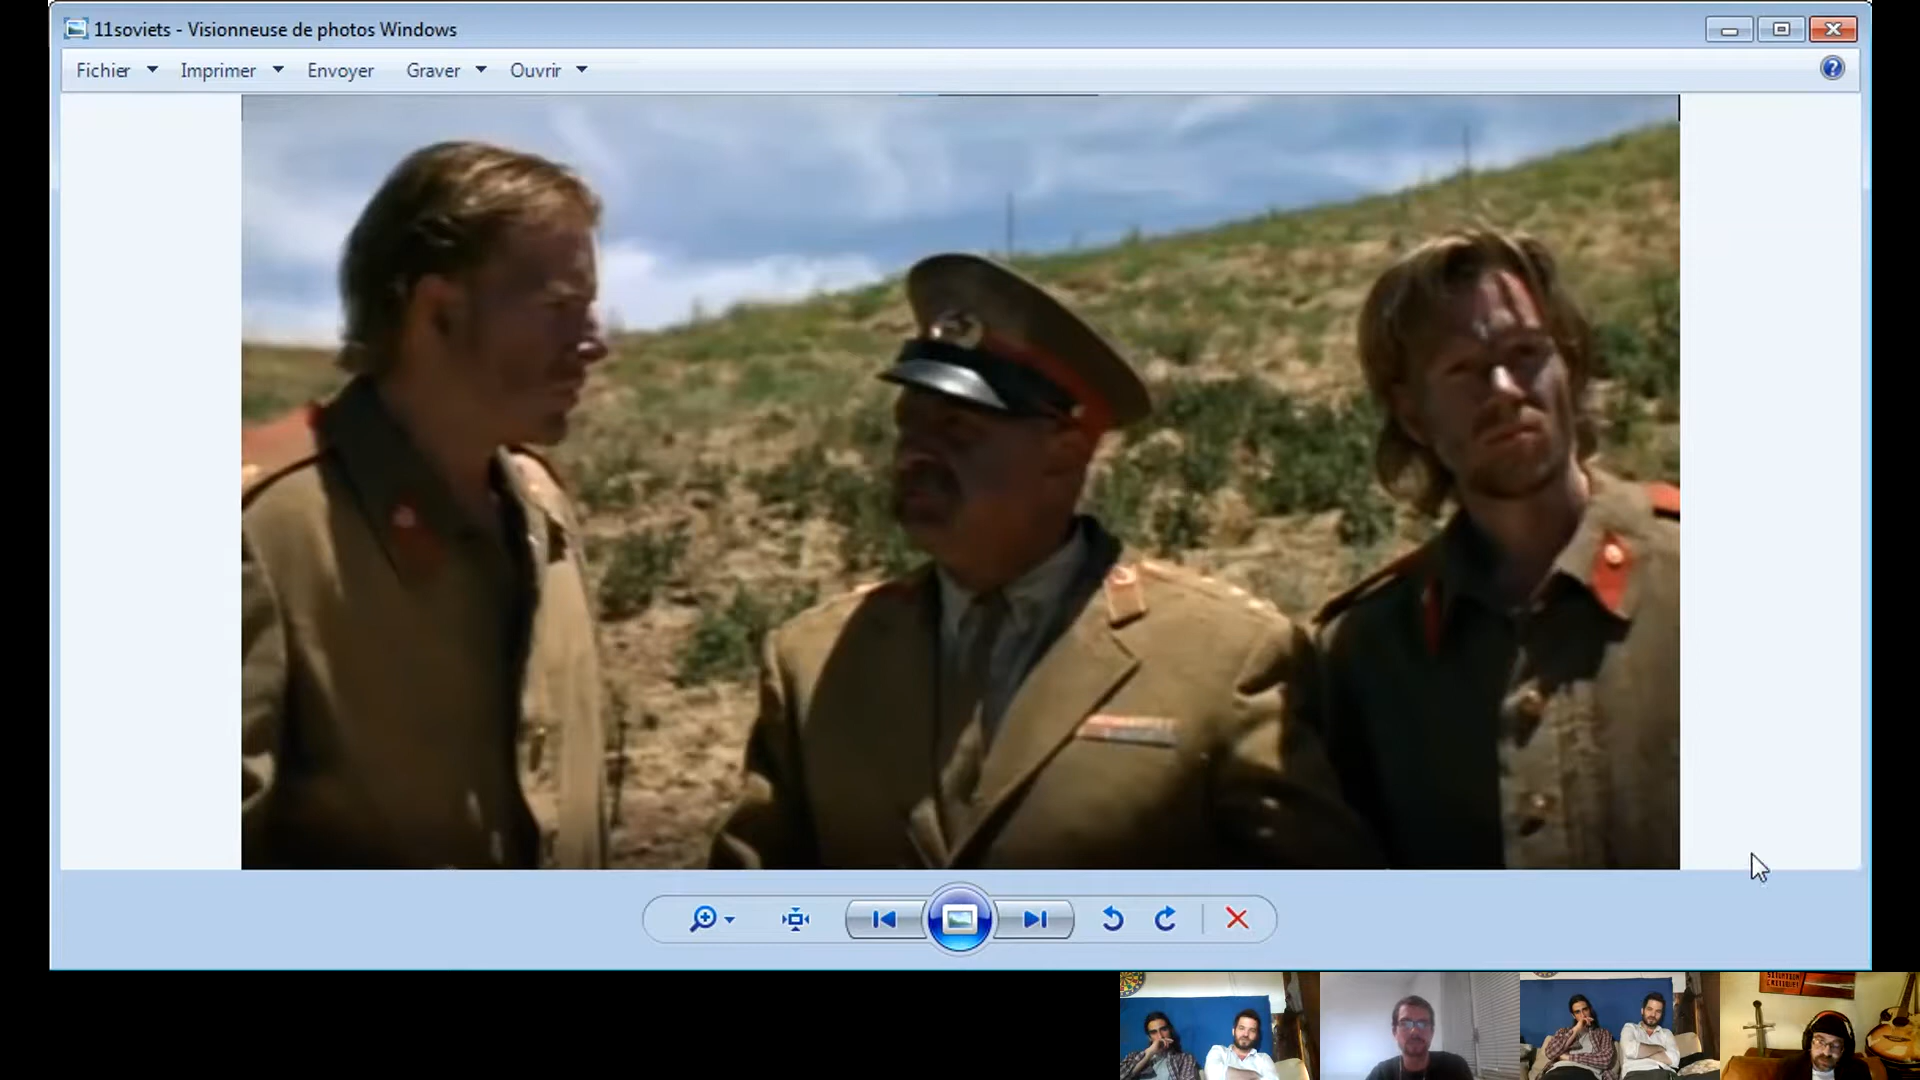 11soviets - Visionneuse de photos Windows
Fichier Imprimer Envoyer Graver Ouvrir